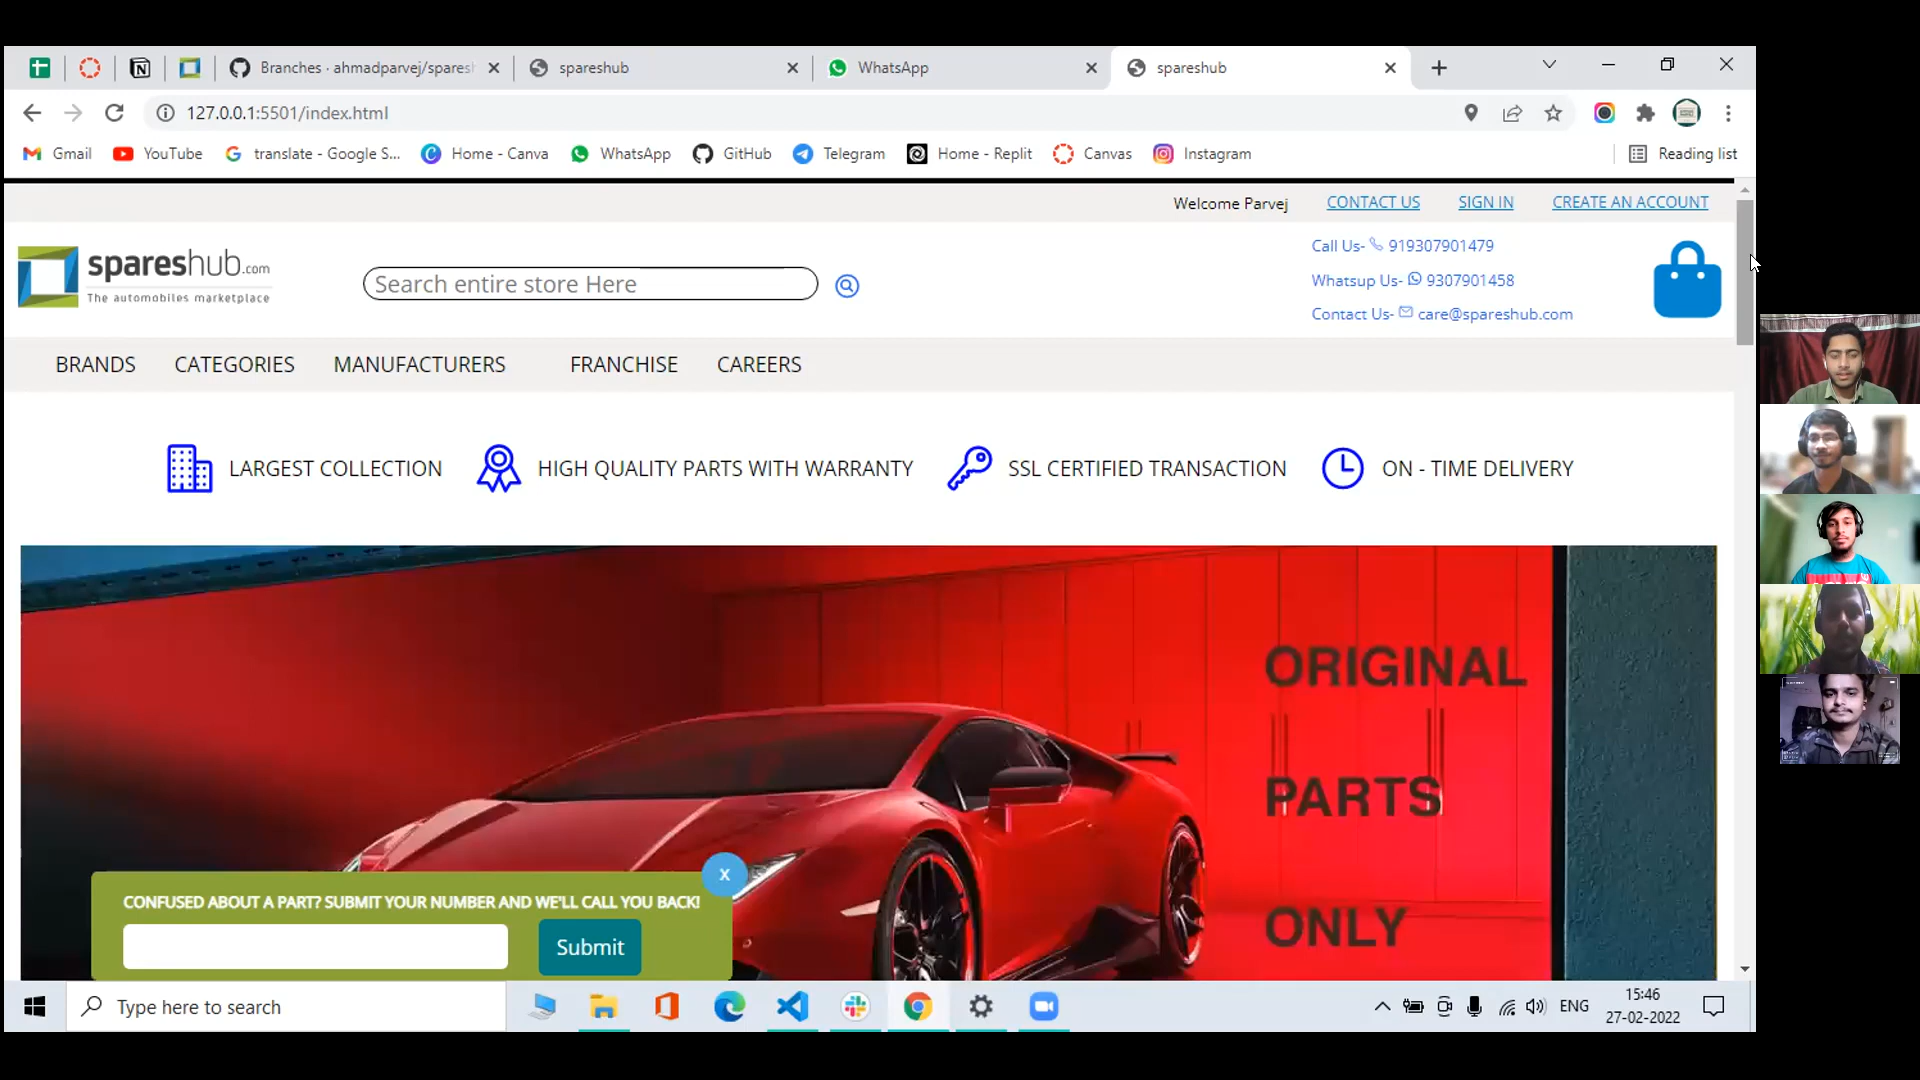 Branches · ahmadparvej/spares
spareshub
WhatsApp
spareshub
127.0.0.1:5501/index.html
Gmail
YouTube
translate - Google S...
Home - Canva
WhatsApp
GitHub
Telegram
Home - Replit
Canvas
Instagram
Reading list
Welcome Parvej
CONTACT US
SIGN IN
CREATE AN ACCOUNT
spareshub.com
The automobiles marketplace
Search entire store Here
Call Us- 919307901479
Whatsup Us- 9307901458
Contact Us- care@spareshub.com
BRANDS
CATEGORIES
MANUFACTURERS
FRANCHISE
CAREERS
LARGEST COLLECTION
HIGH QUALITY PARTS WITH WARRANTY
SSL CERTIFIED TRANSACTION
ON - TIME DELIVERY
ORIGINAL
PARTS
ONLY
x
CONFUSED ABOUT A PART? SUBMIT YOUR NUMBER AND WE'LL CALL YOU BACK!
Submit
Type here to search
ENG
15:46
27-02-2022